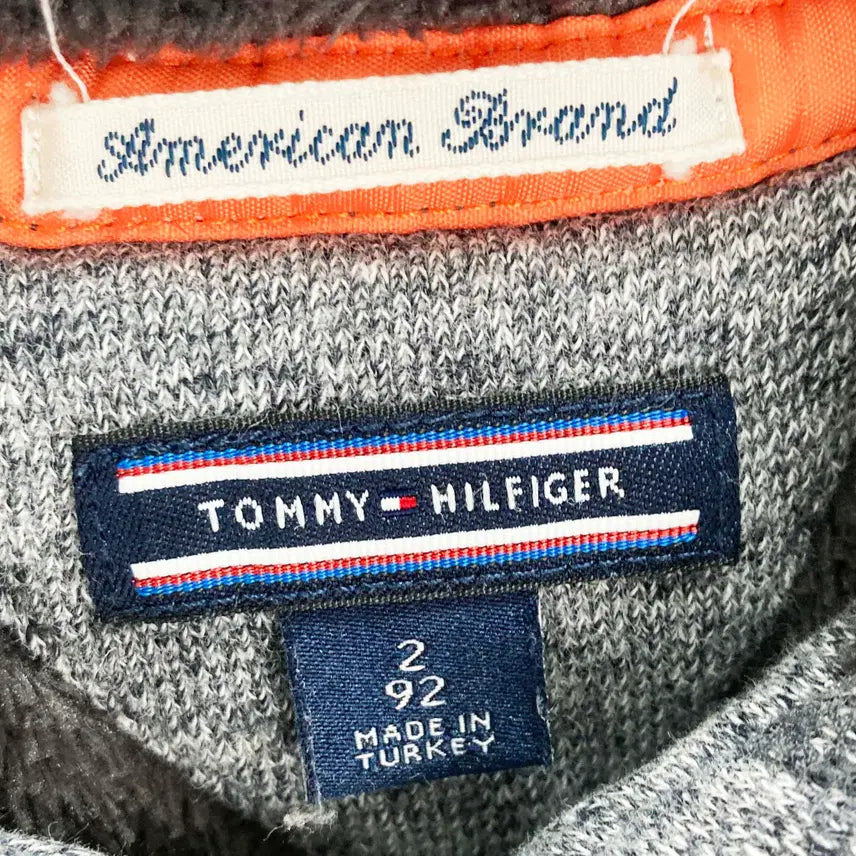 American Brand
TOMMY HILFIGER
2
92
MADE IN
TURKEY